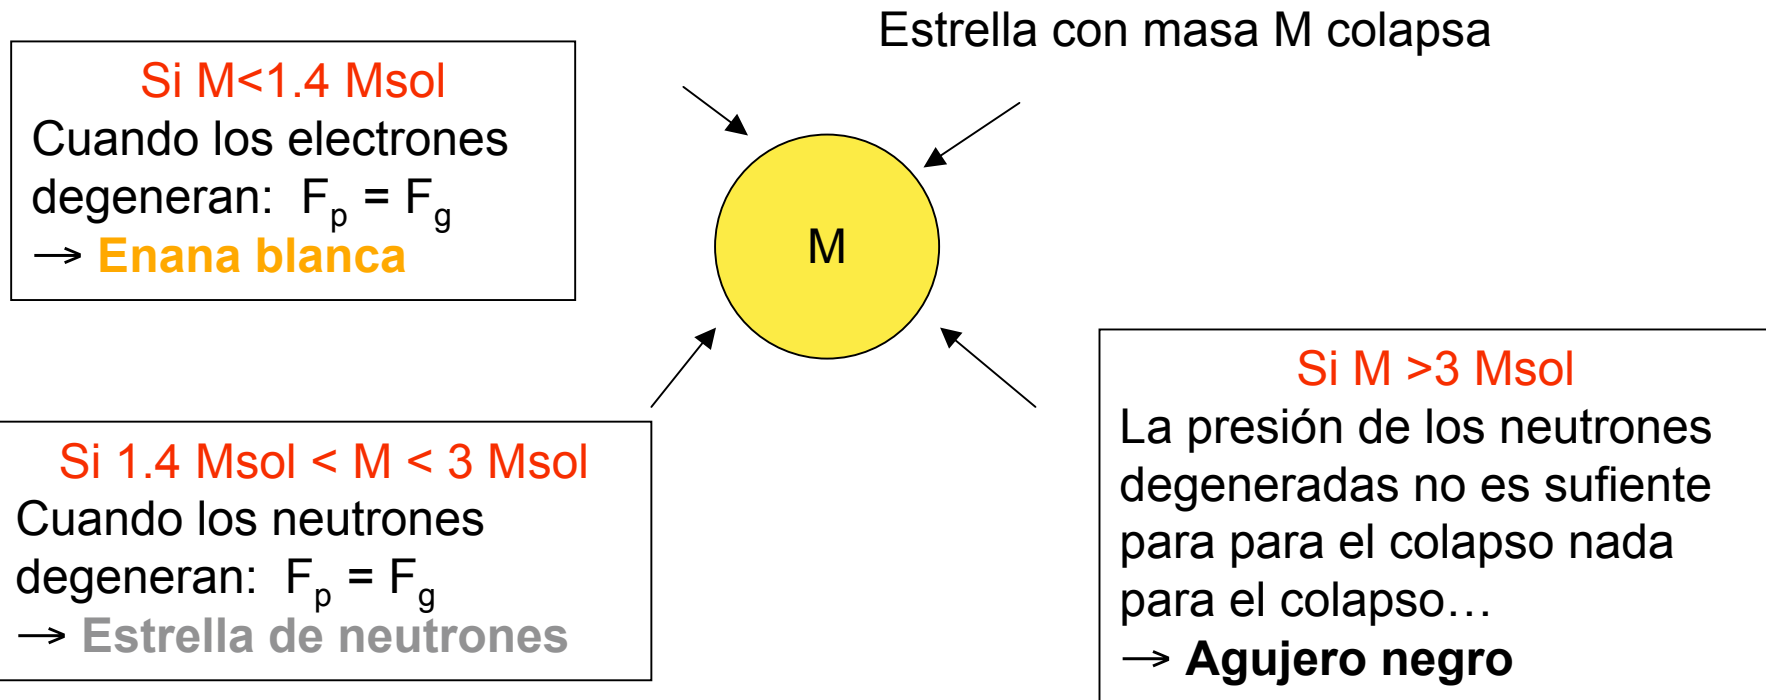 Estrella con masa M colapsa
Si M<1.4 Msol
Cuando los electrones
degeneran: Fp = Fg
→ Enana blanca
M
Si 1.4 Msol < M < 3 Msol
Cuando los neutrones
degeneran: Fp = Fg
→ Estrella de neutrones
Si M >3 Msol
La presión de los neutrones
degeneradas no es sufiente
para para el colapso nada
para el colapso…
→ Agujero negro